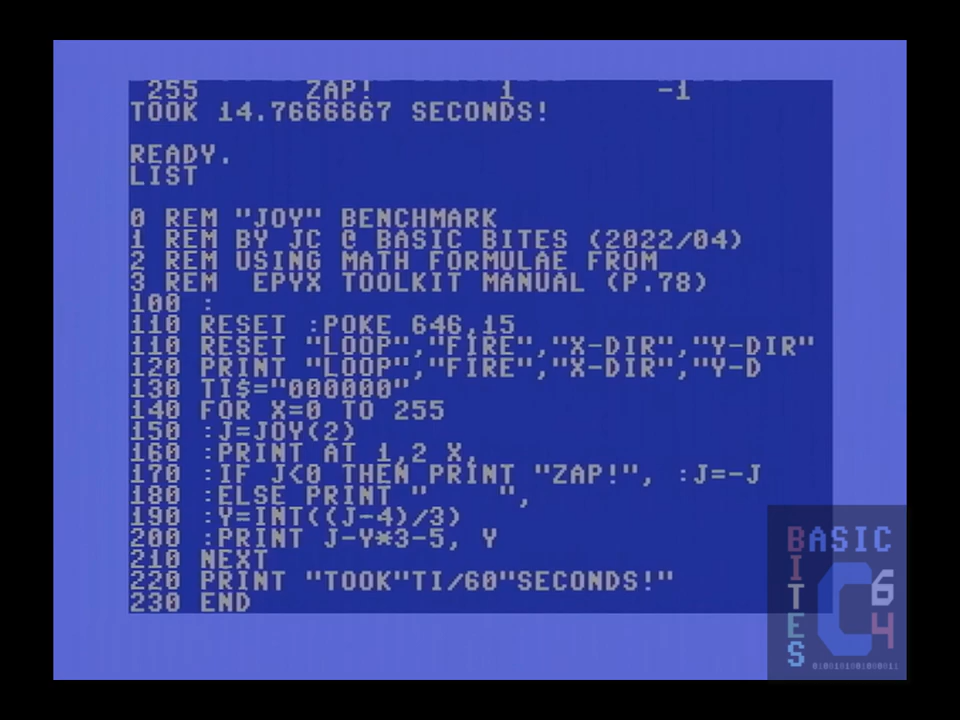 255 ZAP! 1 -1
TOOK 14.7666667 SECONDS!
READY.
LIST
0 REM "JOY" BENCHMARK
1 REM BY JC @ BASIC BITES (2022/04)
2 REM USING MATH FORMULAE FROM
3 REM  EPYX TOOLKIT MANUAL (P.78)
100 :
110 RESET :POKE 646,15
110 RESET "LOOP","FIRE","X-DIR","Y-DIR"
120 PRINT "LOOP","FIRE","X-DIR","Y-D
130 TI$="000000"
140 FOR X=0 TO 255
150 :J=JOY(2)
160 :PRINT AT 1,2 X,
170 :IF J<0 THEN PRINT "ZAP!", :J=-J
180 :ELSE PRINT "    ",
190 :Y=INT((J-4)/3)
200 :PRINT J-Y*3-5, Y
210 NEXT
220 PRINT "TOOK"TI/60"SECONDS!"
230 END
BASIC
BITES
C64
0100101001000011